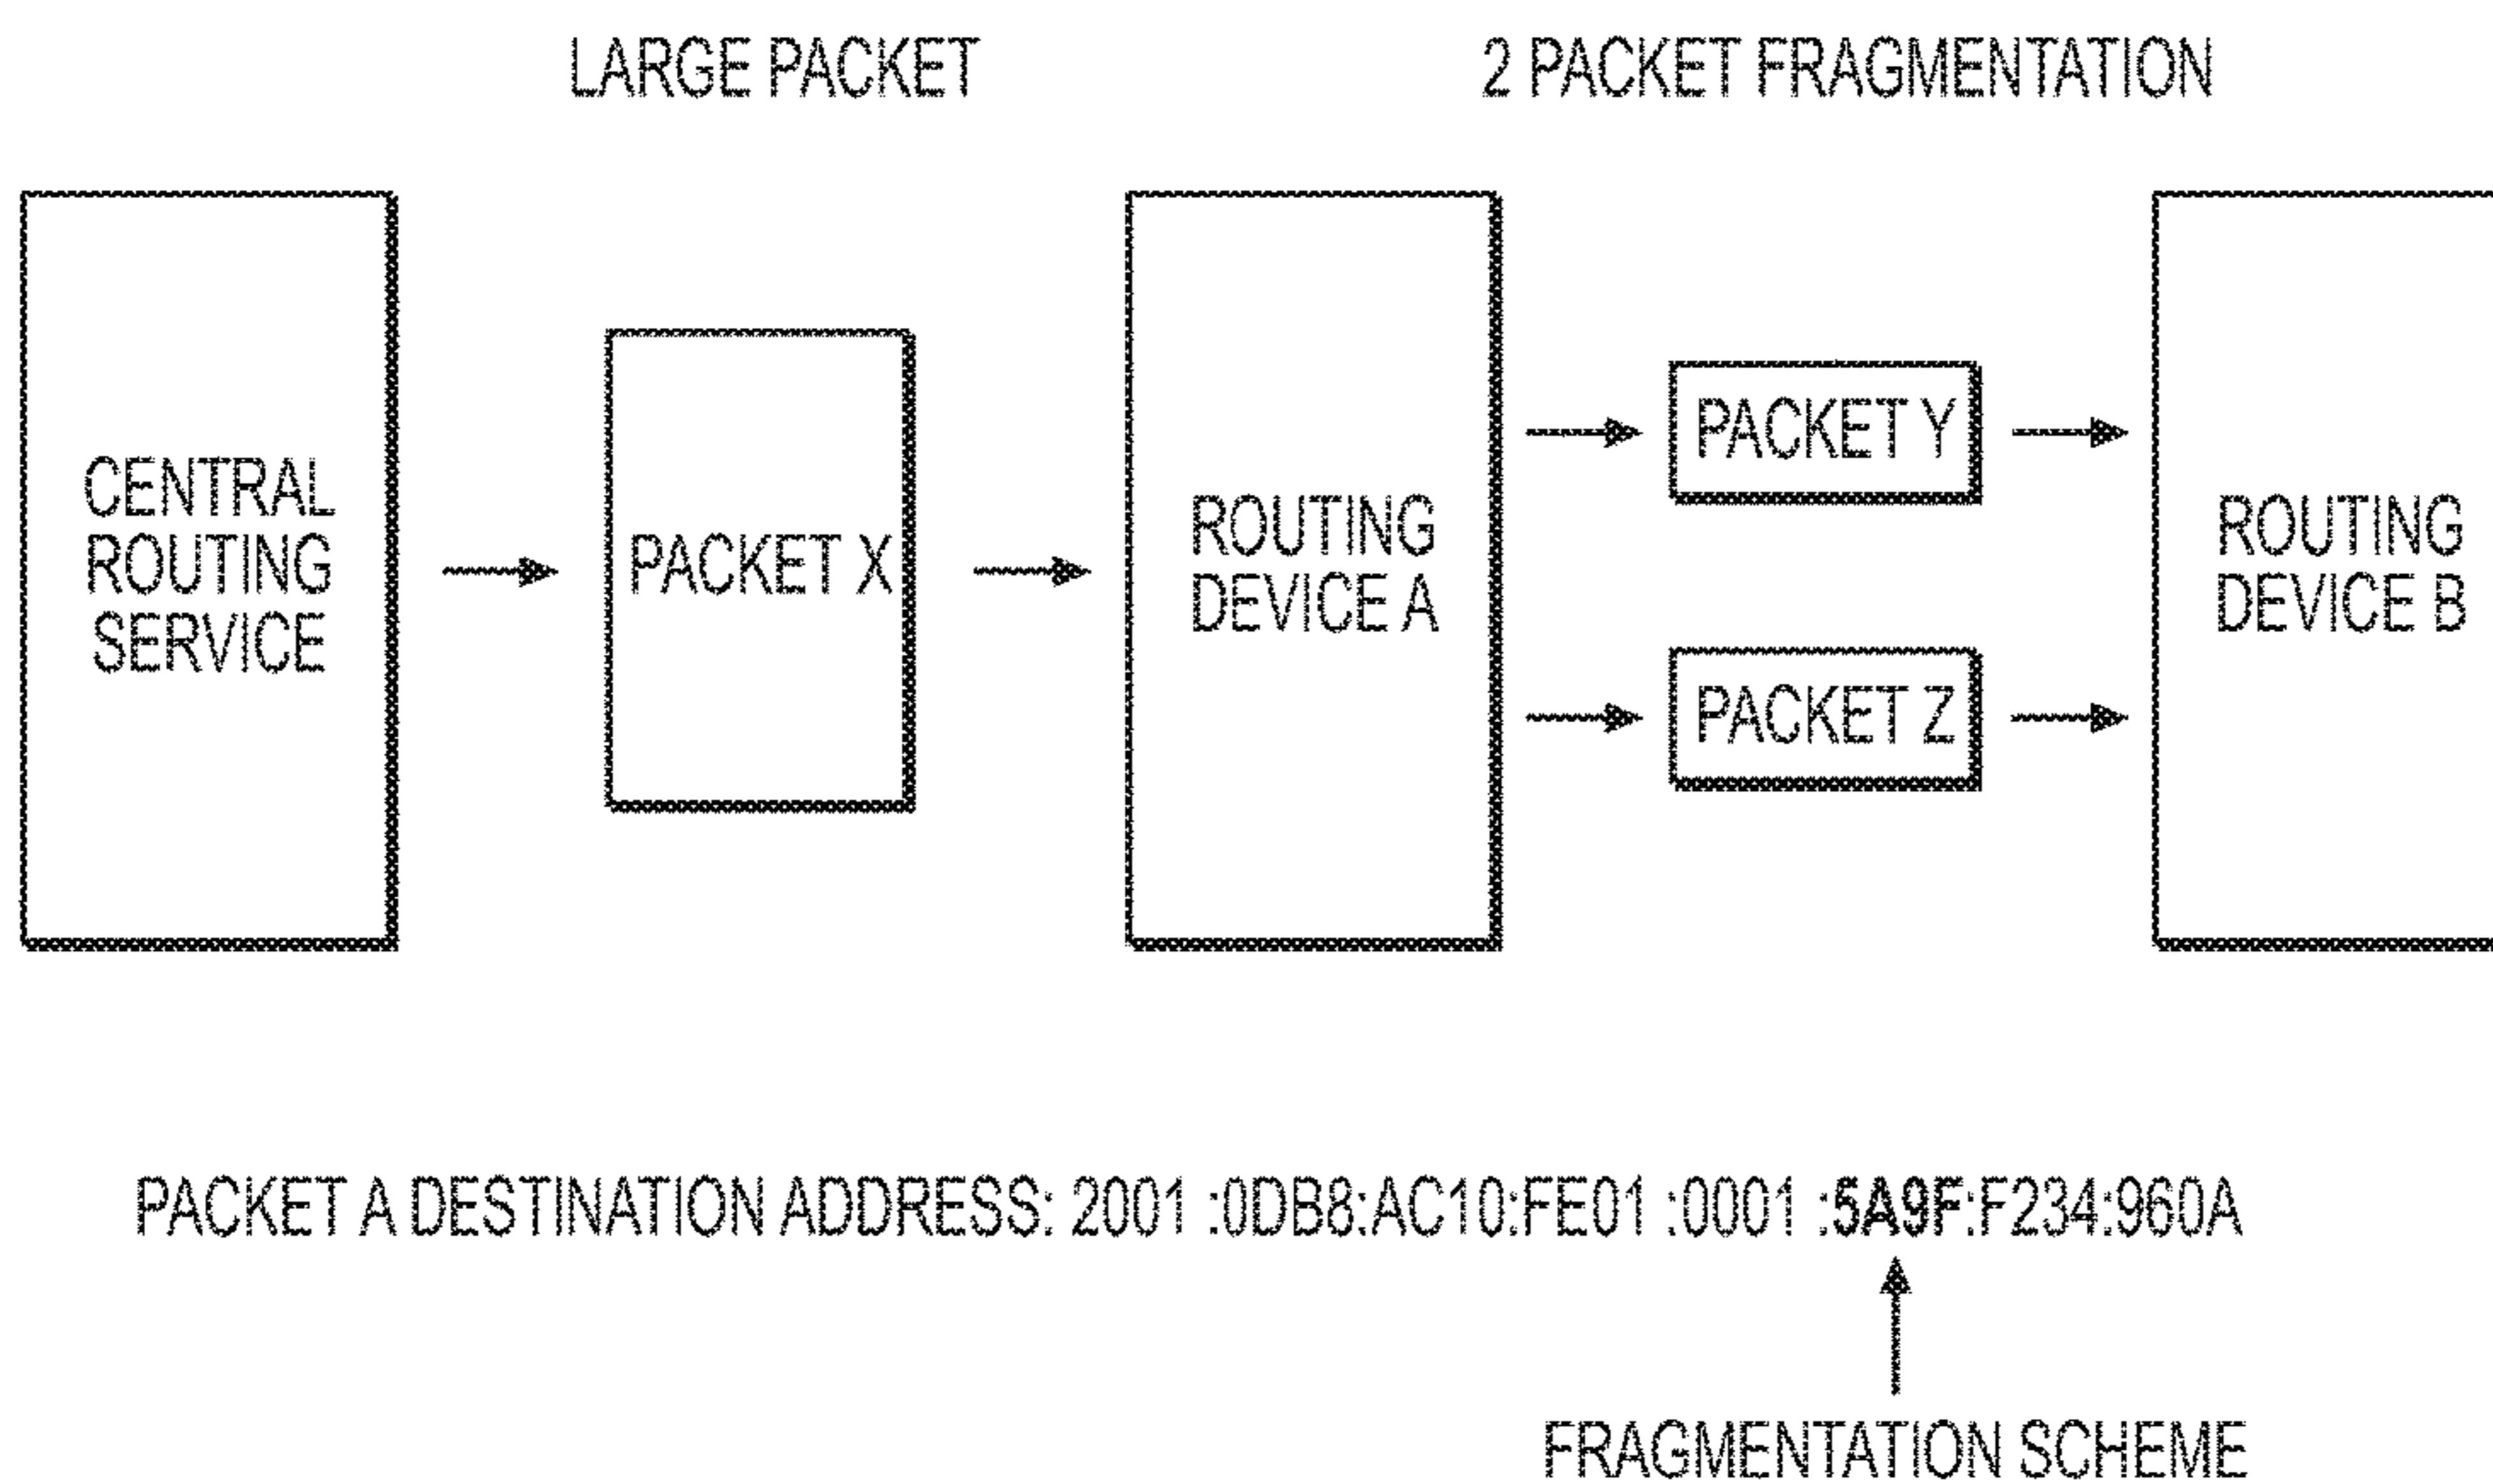 LARGE PACKET
2 PACKET FRAGMENTATION
CENTRAL
ROUTING
SERVICE
PACKET X
ROUTING
DEVICE A
PACKET Y
PACKET Z
ROUTING
DEVICE B
PACKET A DESTINATION ADDRESS: 2001 :0DB8:AC10:FE01 :0001 :5A9F:F234:960A
FRAGMENTATION SCHEME